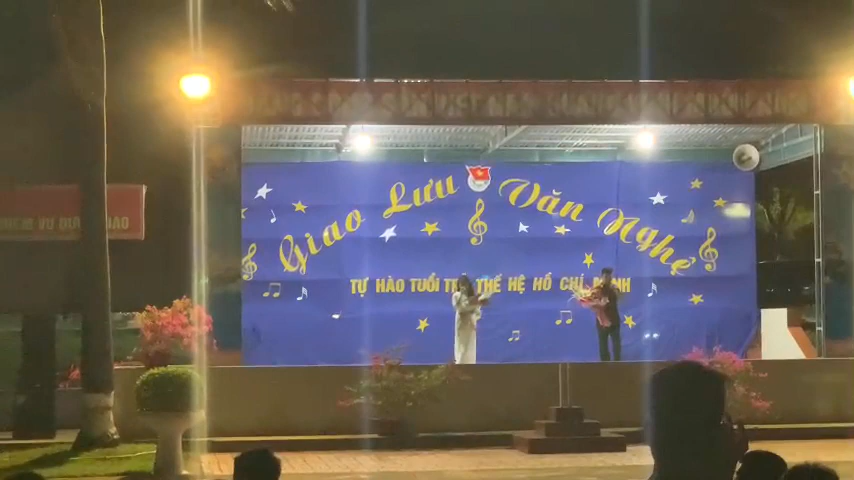 Giao Lưu Văn Nghệ
TỰ HÀO TUỔI TRẺ THẾ HỆ HỒ CHÍ MINH